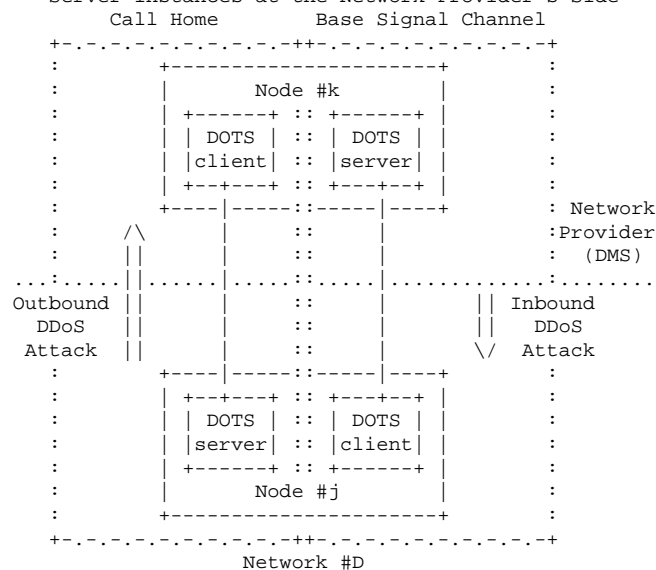 Server Instances at the Network Provider's Side
Call Home Base Signal Channel
+-.-.-.-.-.-.-.-.-++-.-.-.-.-.-.-.-.-+
: +----------------------+ :
: | Node #k | :
: | +------+ :: +------+ | :
: | | DOTS | :: | DOTS | | :
: | |client| :: |server| | :
: | +--+---+ :: +---+--+ | :
: +----|-----::-----|----+ : Network
: /\ | :: | :Provider
: || | :: | : (DMS)
...:.....||......|.....::.....|.............:........
Outbound || | :: | || Inbound
DDoS || | :: | || DDoS
Attack || | :: | \/ Attack
: +----|-----::-----|----+ :
: | +--+---+ :: +---+--+ | :
: | | DOTS | :: | DOTS | | :
: | |server| :: |client| | :
: | +------+ :: +------+ | :
: | Node #j | :
: +----------------------+ :
+-.-.-.-.-.-.-.-.-++-.-.-.-.-.-.-.-.-+
Network #D